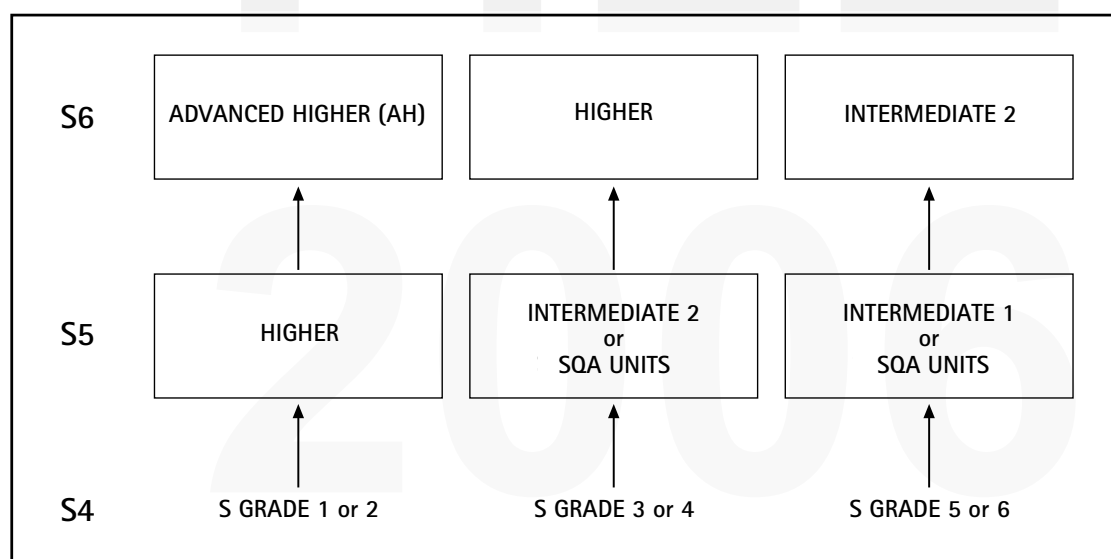 S6
ADVANCED HIGHER (AH)
HIGHER
INTERMEDIATE 2
S5
HIGHER
INTERMEDIATE 2
or
SQA UNITS
INTERMEDIATE 1
or
SQA UNITS
S4
S GRADE 1 or 2
S GRADE 3 or 4
S GRADE 5 or 6
2006